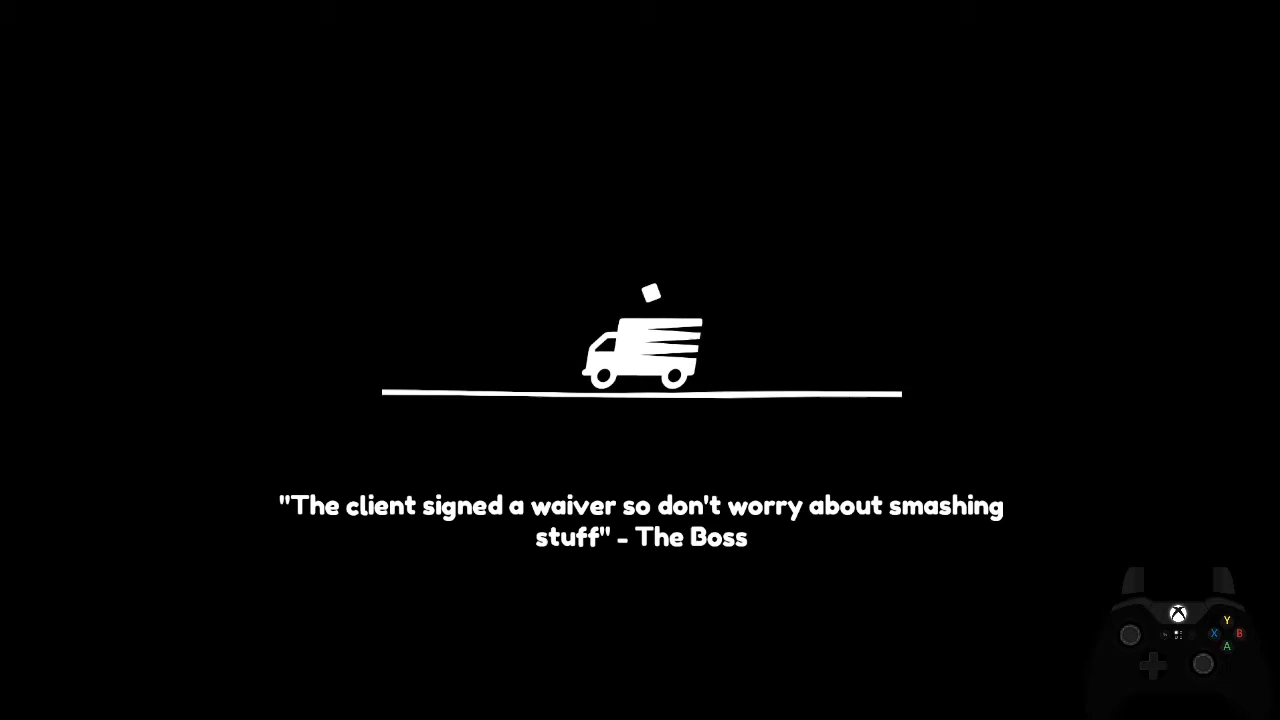 "The client signed a waiver so don't worry about smashing
stuff" - The Boss
Y
X B
A